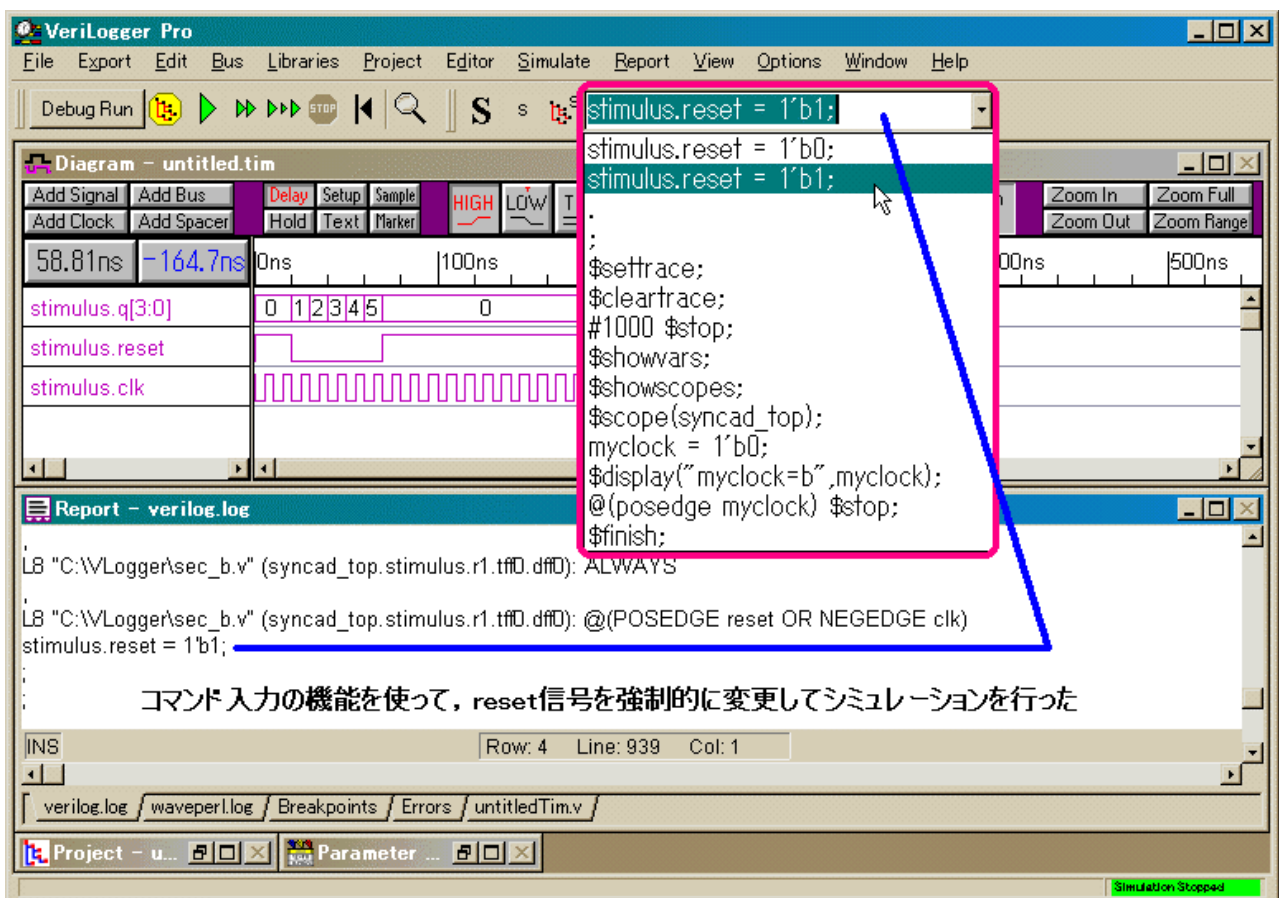 VeriLogger Pro
File Export Edit Bus Libraries Project Editor Simulate Report View Options Window Help
Debug Run STOP S s S stimulus.reset = 1'b1;
stimulus.reset = 1'b0;
stimulus.reset = 1'b1;
;
;
$settrace;
$cleartrace;
#1000 $stop;
$showvars;
$showscopes;
$scope(syncad_top);
myclock = 1'b0;
$display("myclock=b",myclock);
@(posedge myclock) $stop;
$finish;
Diagram - untitled.tim
Add Signal Add Bus Delay Setup Sample HIGH LOW T Zoom In Zoom Full
Add Clock Add Spacer Hold Text Marker Zoom Out Zoom Range
58.81ns -164.7ns 0ns 100ns 00ns 500ns
stimulus.q[3:0] 0 1 2 3 4 5 0
stimulus.reset
stimulus.clk
Report - verilog.log
L8 "C:\VLogger\sec_b.v" (syncad_top.stimulus.r1.tff0.dff0): ALWAYS
L8 "C:\VLogger\sec_b.v" (syncad_top.stimulus.r1.tff0.dff0): @(POSEDGE reset OR NEGEDGE clk)
stimulus.reset = 1'b1;
;
;
コマンド入力の機能を使って，reset信号を強制的に変更してシミュレーションを行った
INS Row: 4 Line: 939 Col: 1
verilog.log waveperl.log Breakpoints Errors untitledTim.v
Project - u... Parameter ...
Simulation Stopped